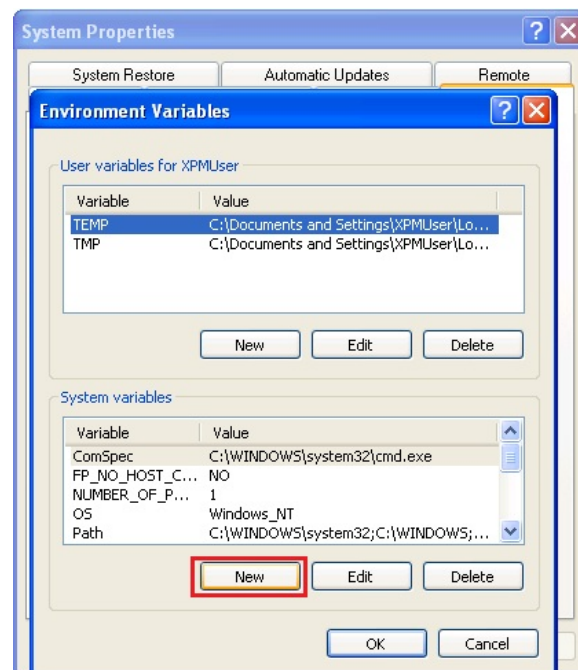 System Properties
System Restore Automatic Updates Remote
Environment Variables
User variables for XPMUser
Variable Value
TEMP C:\Documents and Settings\XPMUser\Lo...
TMP C:\Documents and Settings\XPMUser\Lo...
New Edit Delete
System variables
Variable Value
ComSpec C:\WINDOWS\system32\cmd.exe
FP_NO_HOST_C... NO
NUMBER_OF_P... 1
OS Windows_NT
Path C:\WINDOWS\system32;C:\WINDOWS;...
New Edit Delete
OK Cancel